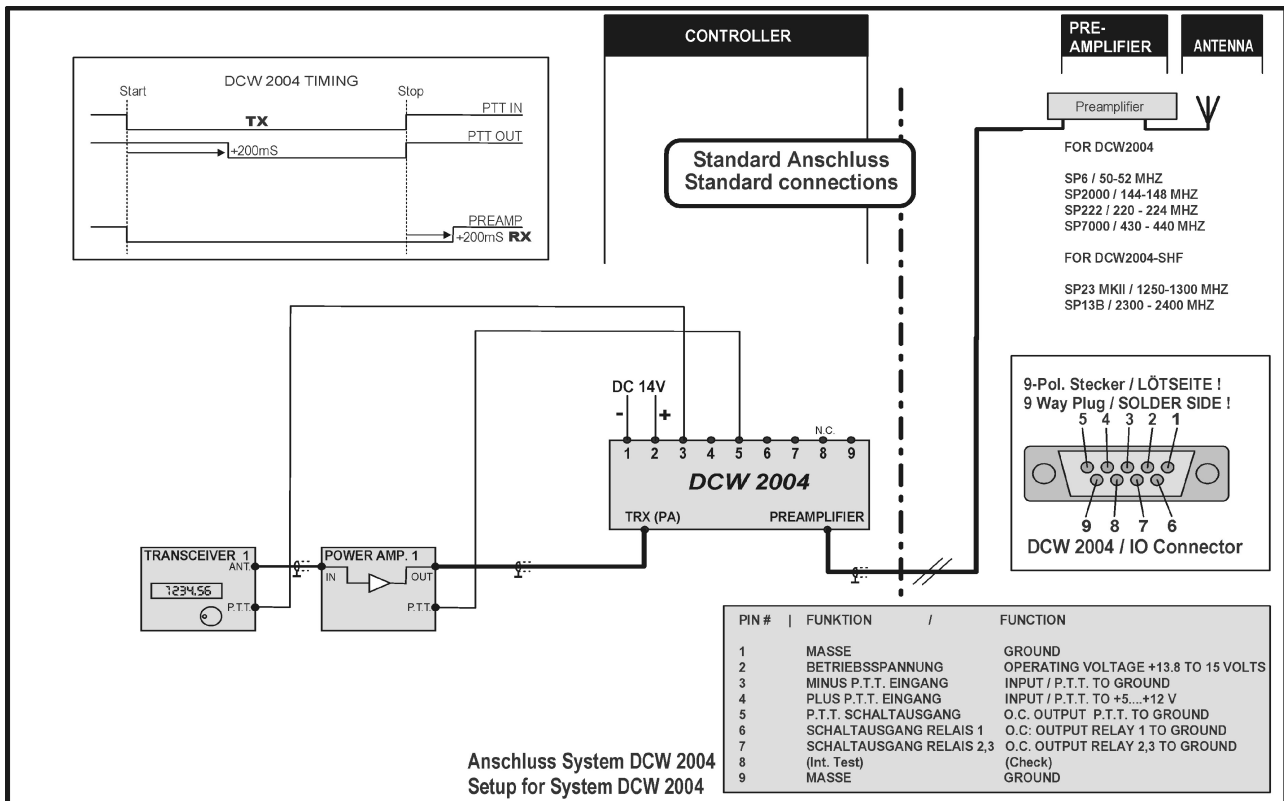 CONTROLLER
PRE-
AMPLIFIER
ANTENNA
DCW 2004 TIMING
Start
Stop
PTT IN
TX
PTT OUT
+200mS
PREAMP
+200mS RX
Standard Anschluss
Standard connections
Preamplifier
FOR DCW2004
SP6 / 50-52 MHZ
SP2000 / 144-148 MHZ
SP222 / 220 - 224 MHZ
SP7000 / 430 - 440 MHZ
FOR DCW2004-SHF
SP23 MKII / 1250-1300 MHZ
SP13B / 2300 - 2400 MHZ
9-Pol. Stecker / LÖTSEITE !
9 Way Plug / SOLDER SIDE !
5 4 3 2 1
9 8 7 6
DCW 2004 / IO Connector
DC 14V
- +
N.C.
1 2 3 4 5 6 7 8 9
DCW 2004
TRX (PA) PREAMPLIFIER
TRANSCEIVER 1
ANT.
1234.56
P.T.T.
POWER AMP. 1
IN OUT
P.T.T.
PIN # | FUNKTION / FUNCTION
1 MASSE GROUND
2 BETRIEBSSPANNUNG OPERATING VOLTAGE +13.8 TO 15 VOLTS
3 MINUS P.T.T. EINGANG INPUT / P.T.T. TO GROUND
4 PLUS P.T.T. EINGANG INPUT / P.T.T. TO +5....+12 V
5 P.T.T. SCHALTAUSGANG O.C. OUTPUT P.T.T. TO GROUND
6 SCHALTAUSGANG RELAIS 1 O.C: OUTPUT RELAY 1 TO GROUND
7 SCHALTAUSGANG RELAIS 2,3 O.C. OUTPUT RELAY 2,3 TO GROUND
8 (Int. Test) (Check)
9 MASSE GROUND
Anschluss System DCW 2004
Setup for System DCW 2004